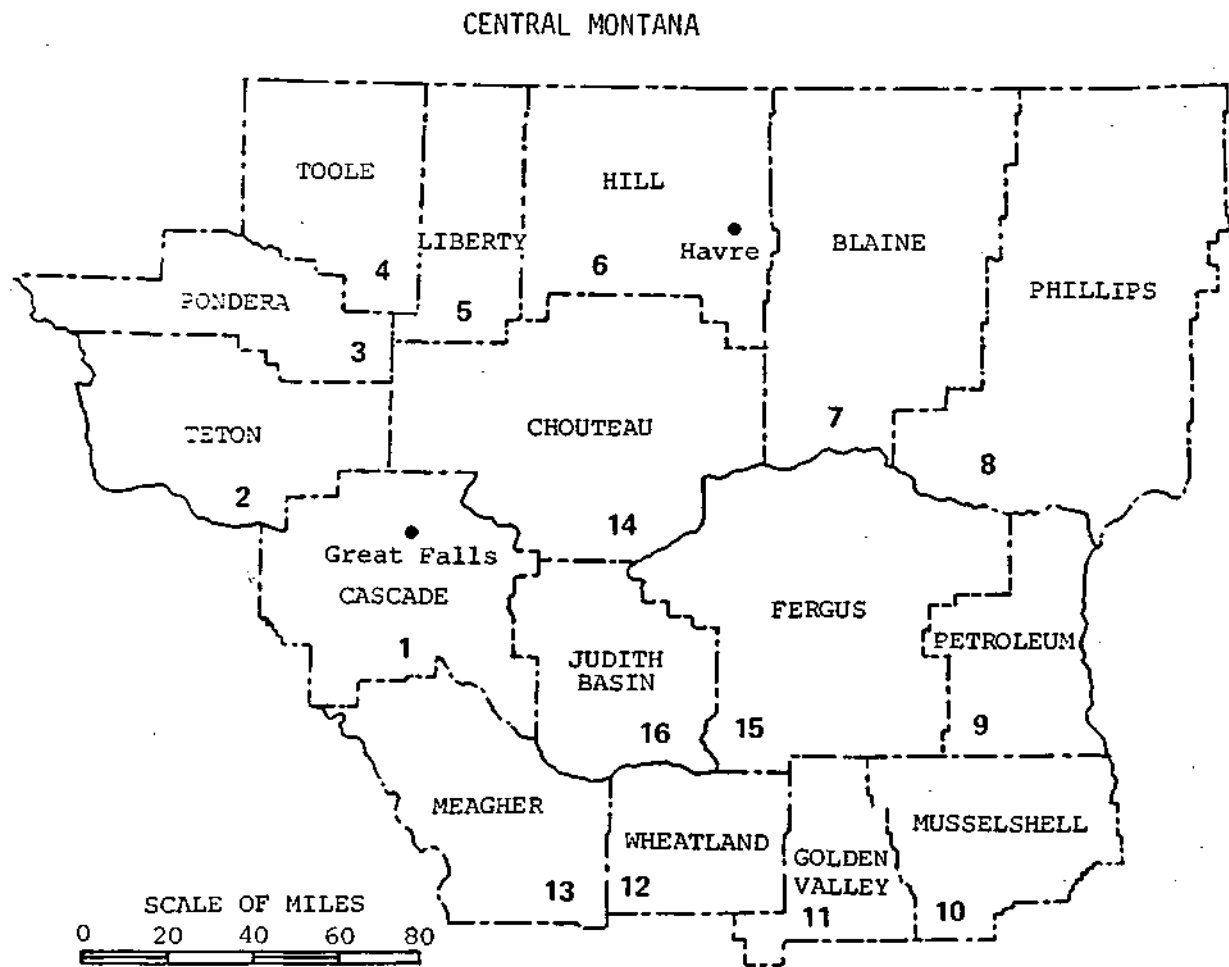 CENTRAL MONTANA
TOOLE
HILL
LIBERTY
Havre
BLAINE
4
6
PONDERA
PHILLIPS
5
3
TETON
CHOUTEAU
7
8
2
14
Great Falls
CASCADE
FERGUS
1
JUDITH
BASIN
PETROLEUM
16
15
9
MEAGHER
WHEATLAND
MUSSELSHELL
GOLDEN
VALLEY
13
12
11
10
SCALE OF MILES
0 20 40 60 80